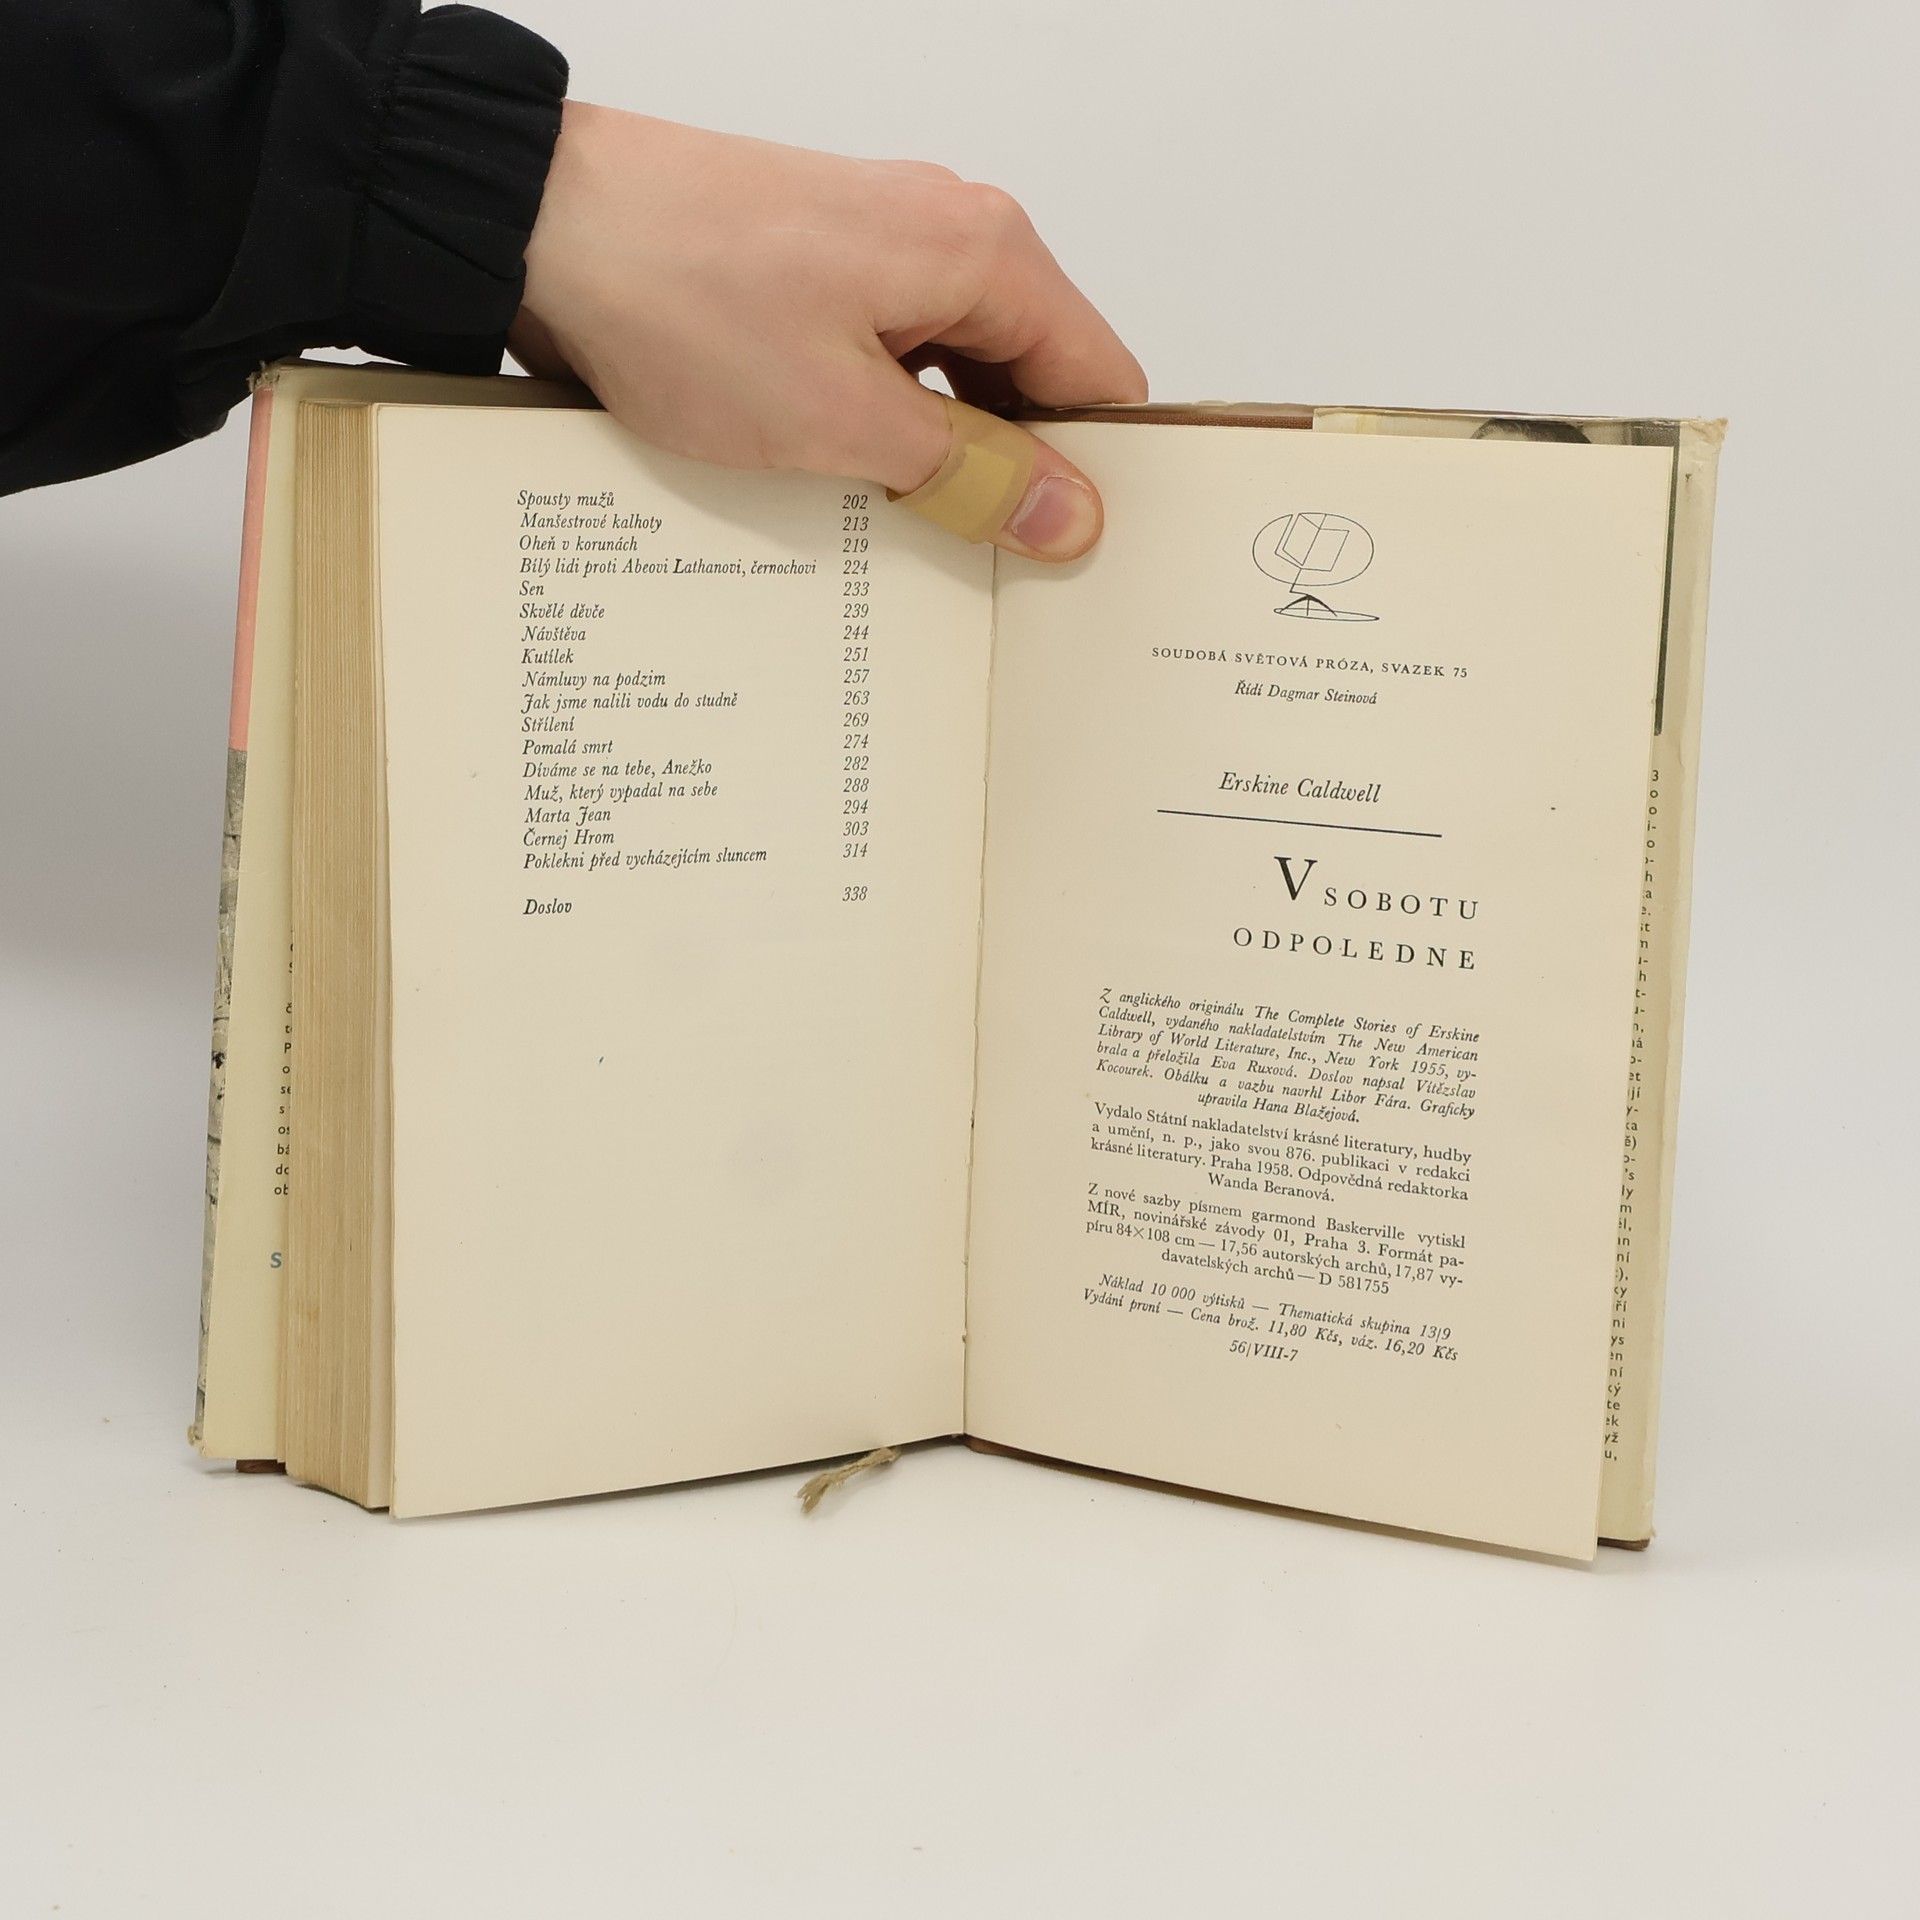 Spousty mužů 202
Manšestrové kalhoty 213
Oheň v korunách 219
Bílý lidi proti Abeovi Lathanovi, černochovi 224
Sen 233
Skvělé děvče 239
Návštěva 244
Kutílek 251
Námluvy na podzim 257
Jak jsme nalili vodu do studně 263
Střílení 269
Pomalá smrt 274
Díváme se na tebe, Anežko 282
Muž, který vypadal na sebe 288
Marta Jean 294
Černej Hrom 303
Poklekni před vycházejícím sluncem 314
Doslov 338
SOUDOBÁ SVĚTOVÁ PRÓZA, SVAZEK 75
Řídí Dagmar Steinová
Erskine Caldwell
V SOBOTU
ODPOLEDNE
Z anglického originálu The Complete Stories of Erskine
Caldwell, vydaného nakladatelstvím The New American
Library of World Literature, Inc., New York 1955, vy-
brala a přeložila Eva Ruxová. Doslov napsal Vítězslav
Kocourek. Obálku a vazbu navrhl Libor Fára. Graficky
upravila Hana Blažejová.
Vydalo Státní nakladatelství krásné literatury, hudby
a umění, n. p., jako svou 876. publikaci v redakci
krásné literatury. Praha 1958. Odpovědná redaktorka
Wanda Beranová.
Z nové sazby písmem garmond Baskerville vytiskl
MÍR, novinářské závody 01, Praha 3. Formát pa-
píru 84×108 cm — 17,56 autorských archů, 17,87 vy-
davatelských archů — D 581755
Náklad 10 000 výtisků — Thematická skupina 13/9
Vydání první — Cena brož. 11,80 Kčs, váz. 16,20 Kčs
56/VIII-7